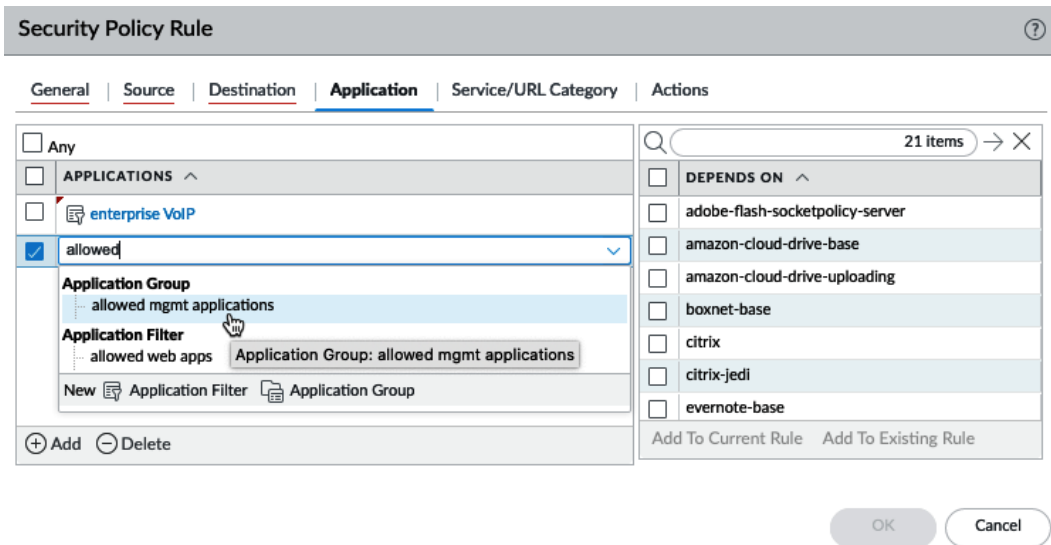 Security Policy Rule
?
General | Source | Destination | Application | Service/URL Category | Actions
Any
APPLICATIONS
enterprise VoIP
allowed
Application Group
allowed mgmt applications
Application Filter
allowed web apps
Application Group: allowed mgmt applications
New Application Filter Application Group
Add Delete
21 items
DEPENDS ON
adobe-flash-socketpolicy-server
amazon-cloud-drive-base
amazon-cloud-drive-uploading
boxnet-base
citrix
citrix-jedi
evernote-base
Add To Current Rule Add To Existing Rule
OK Cancel